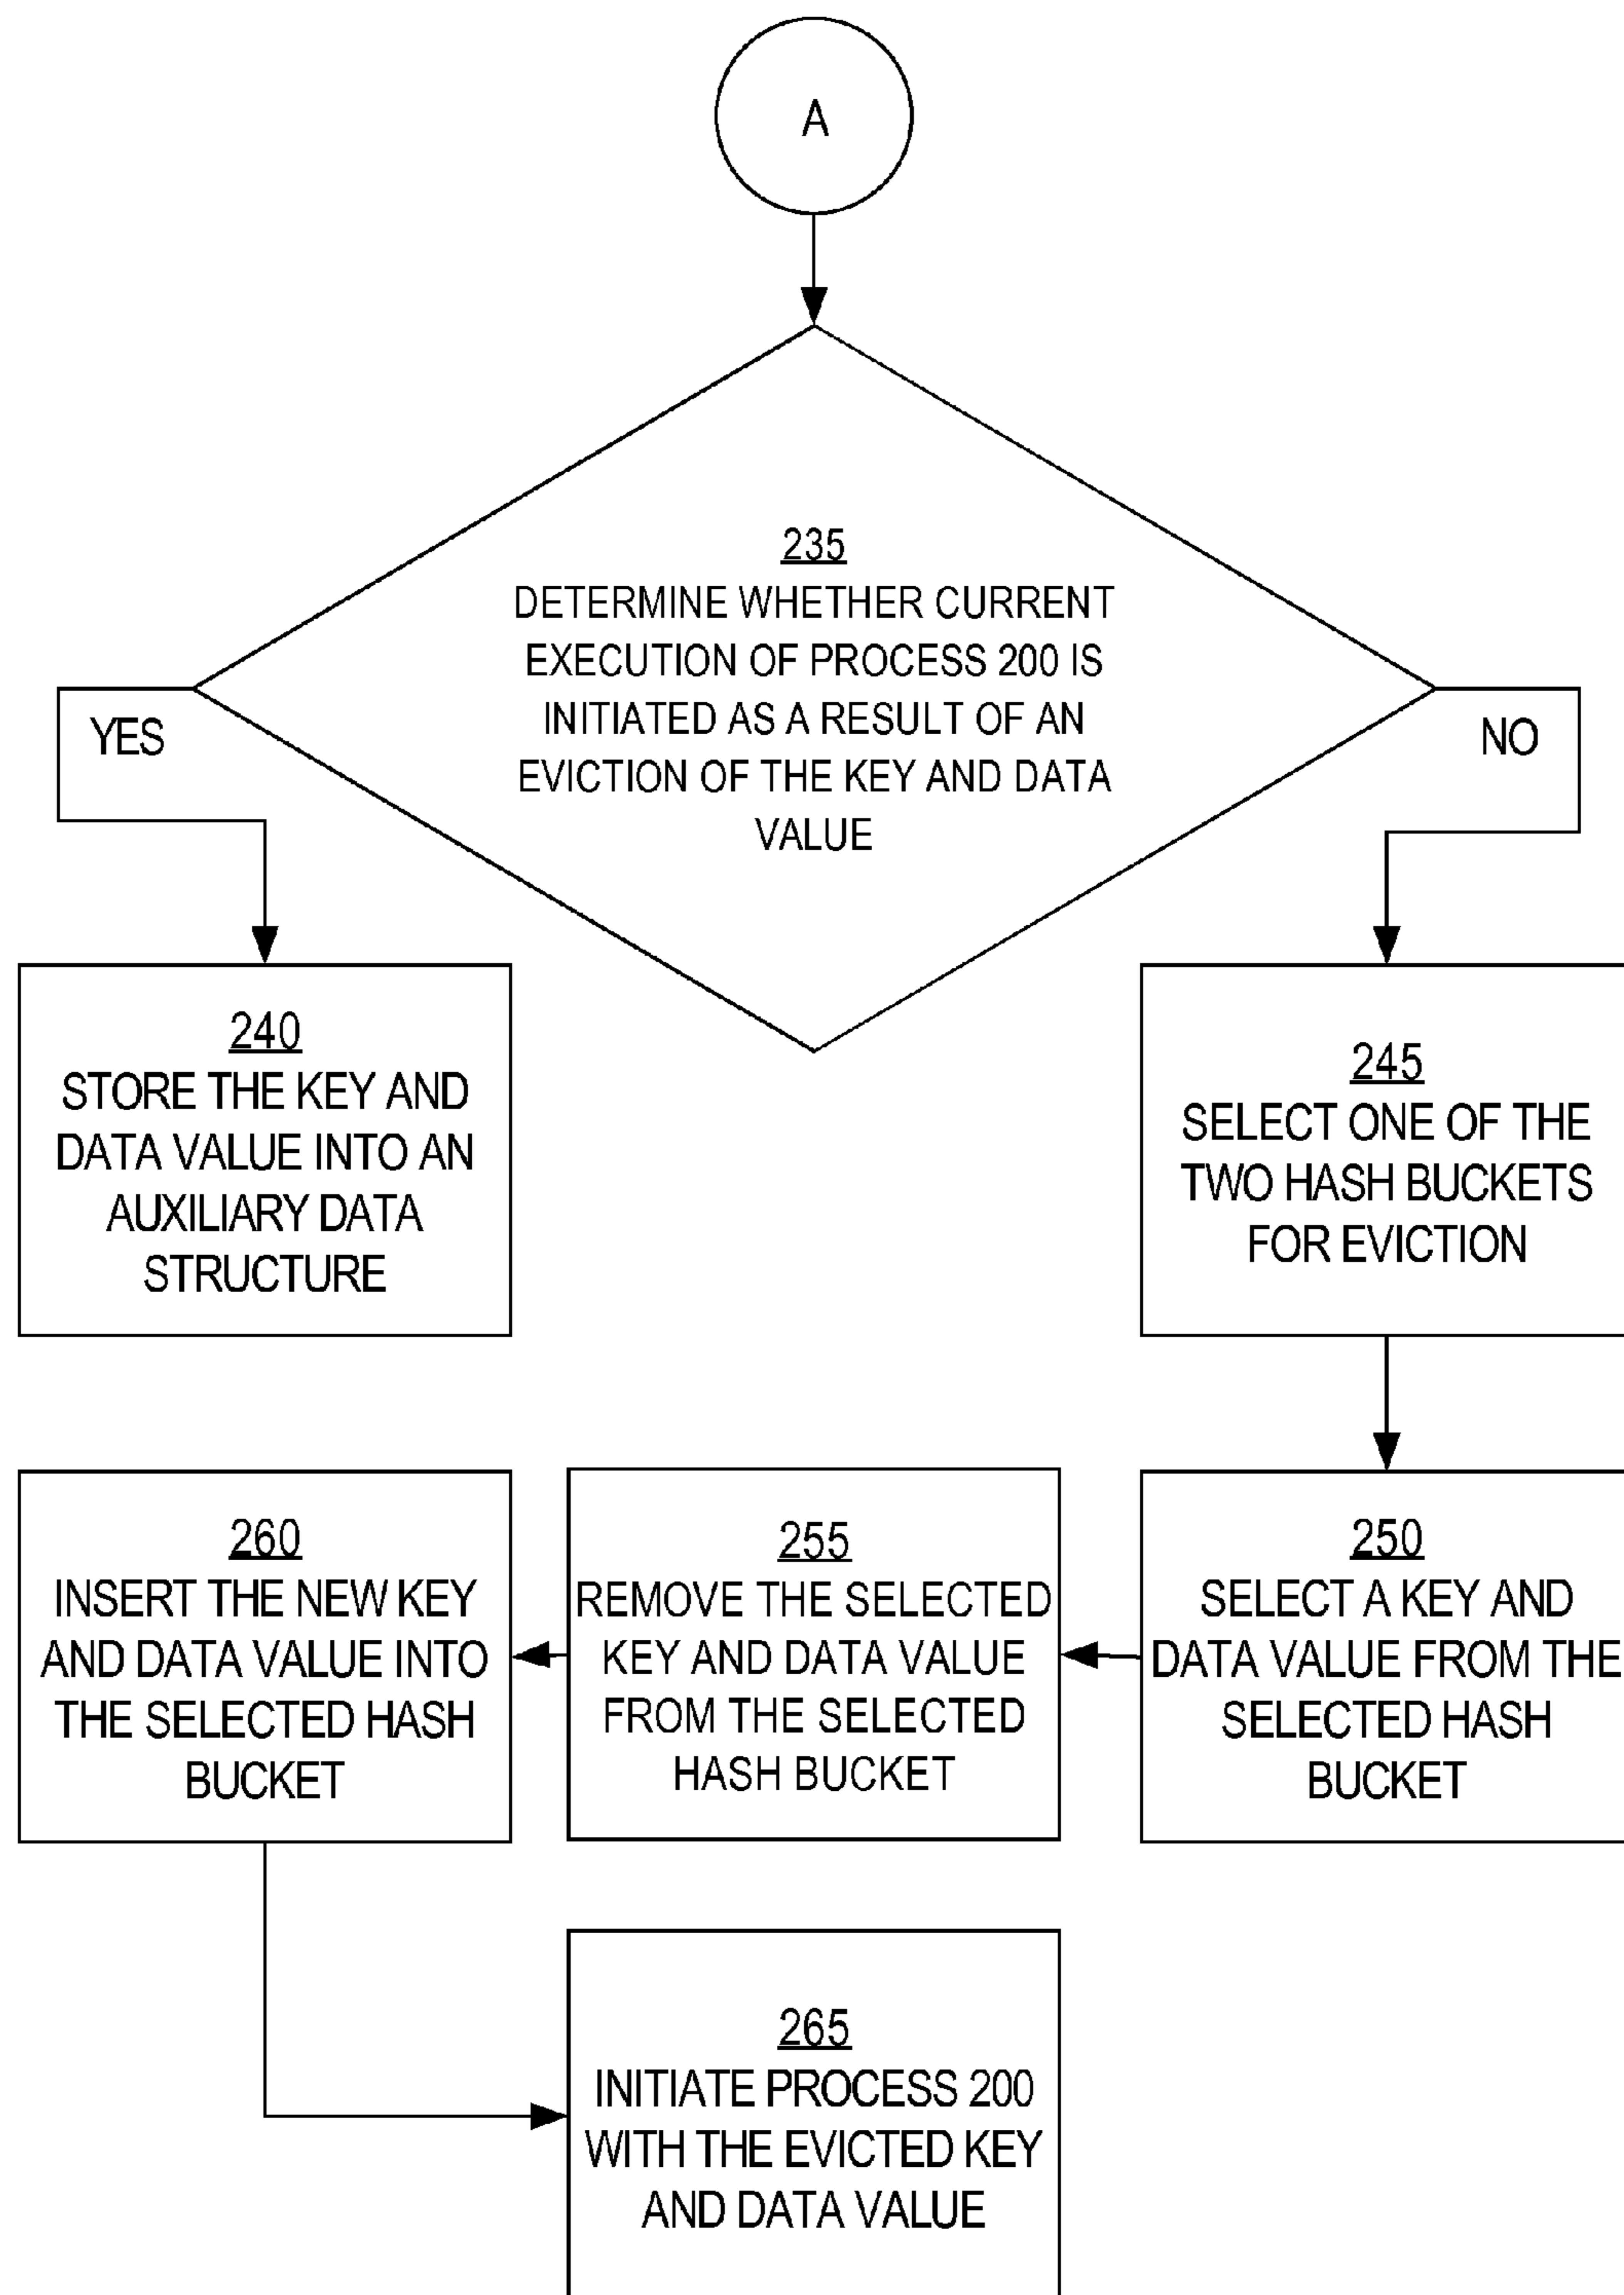 A
235
DETERMINE WHETHER CURRENT
EXECUTION OF PROCESS 200 IS
INITIATED AS A RESULT OF AN
EVICTION OF THE KEY AND DATA
VALUE
YES
NO
240
STORE THE KEY AND
DATA VALUE INTO AN
AUXILIARY DATA
STRUCTURE
245
SELECT ONE OF THE
TWO HASH BUCKETS
FOR EVICTION
250
SELECT A KEY AND
DATA VALUE FROM THE
SELECTED HASH
BUCKET
255
REMOVE THE SELECTED
KEY AND DATA VALUE
FROM THE SELECTED
HASH BUCKET
260
INSERT THE NEW KEY
AND DATA VALUE INTO
THE SELECTED HASH
BUCKET
265
INITIATE PROCESS 200
WITH THE EVICTED KEY
AND DATA VALUE